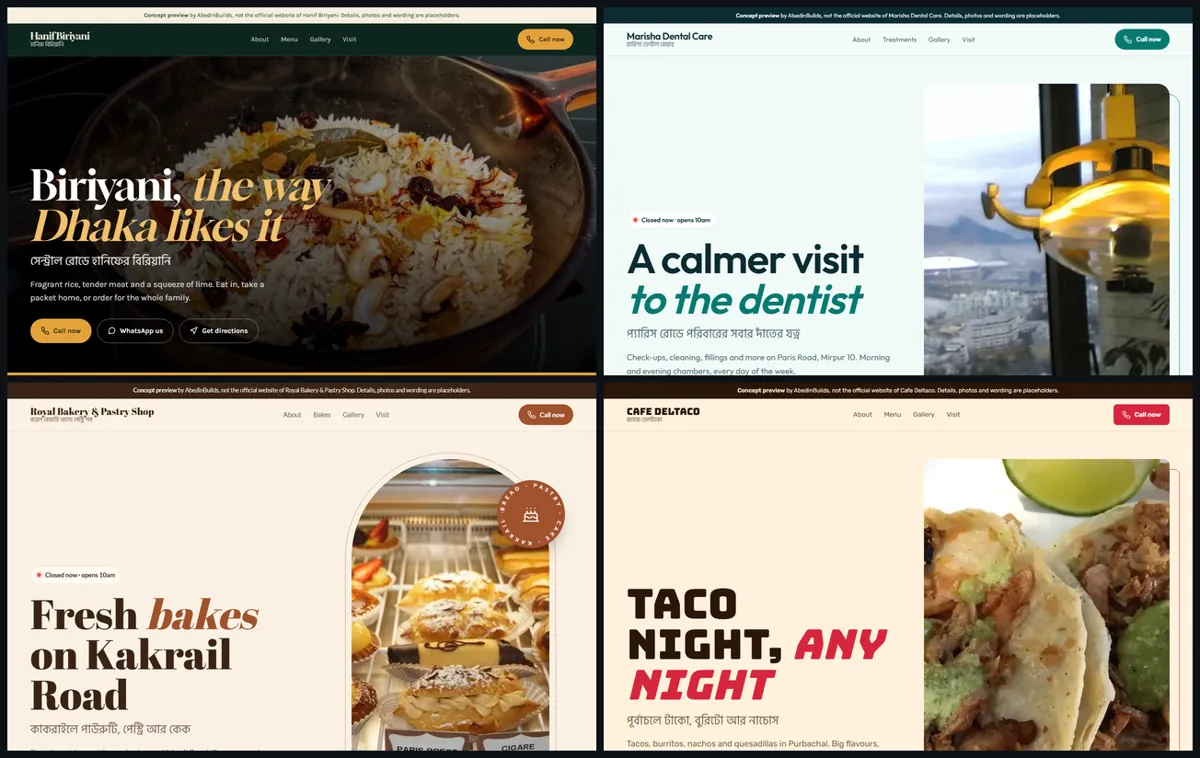 Concept preview by AbedinBuilds, not the official website of Hanif Biriyani. Details, photos and wording are placeholders.
Hanif Biriyani
হানিফ বিরিয়ানি
About Menu Gallery Visit
Call now
Biriyani, the way
Dhaka likes it
সেন্ট্রাল রোডে হানিফের বিরিয়ানি
Fragrant rice, tender meat and a squeeze of lime. Eat in, take a
packet home, or order for the whole family.
Call now WhatsApp us Get directions
Concept preview by AbedinBuilds, not the official website of Marisha Dental Care. Details, photos and wording are placeholders.
Marisha Dental Care
মারিশা ডেন্টাল কেয়ার
About Treatments Gallery Visit
Call now
Closed now · opens 10am
A calmer visit
to the dentist
প্যারিস রোডে পরিবারের সবার দাঁতের যত্ন
Check-ups, cleaning, fillings and more on Paris Road, Mirpur 10. Morning
and evening chambers, every day of the week.
Concept preview by AbedinBuilds, not the official website of Royal Bakery & Pastry Shop. Details, photos and wording are placeholders.
Royal Bakery & Pastry Shop
রয়েল বেকারি অ্যান্ড পেস্ট্রি শপ
About Bakes Gallery Visit
Call now
BREAD · PASTRY · CAKE · KAKRAIL
Closed now · opens 10am
Fresh bakes
on Kakrail
Road
কাকরাইলে পাউরুটি, পেস্ট্রি আর কেক
PARIS BREST
CIGARE
Concept preview by AbedinBuilds, not the official website of Cafe Deltaco. Details, photos and wording are placeholders.
CAFE DELTACO
ক্যাফে ডেলটাকো
About Menu Gallery Visit
Call now
TACO
NIGHT, ANY
NIGHT
পূর্বাচলে টাকো, বুরিটো আর নাচোস
Tacos, burritos, nachos and quesadillas in Purbachal. Big flavours,